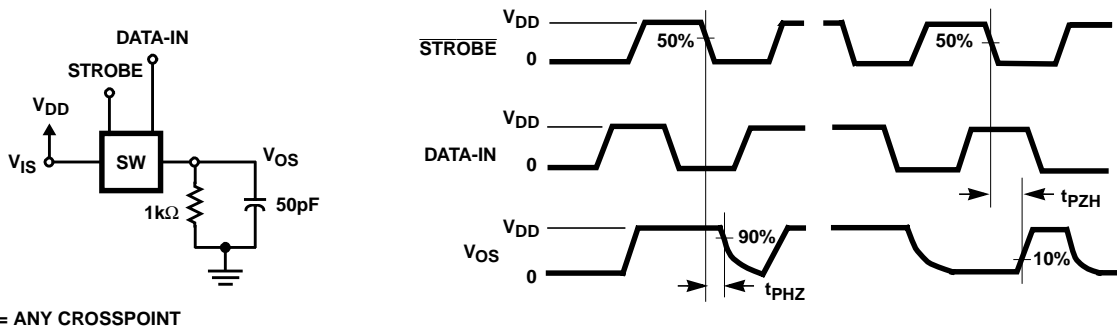 DATA-IN
STROBE
VDD
VIS
SW
VOS
1kΩ
50pF
= ANY CROSSPOINT
VDD
STROBE
0
50%
50%
VDD
DATA-IN
0
tPZH
VDD
VOS
0
90%
10%
tPHZ